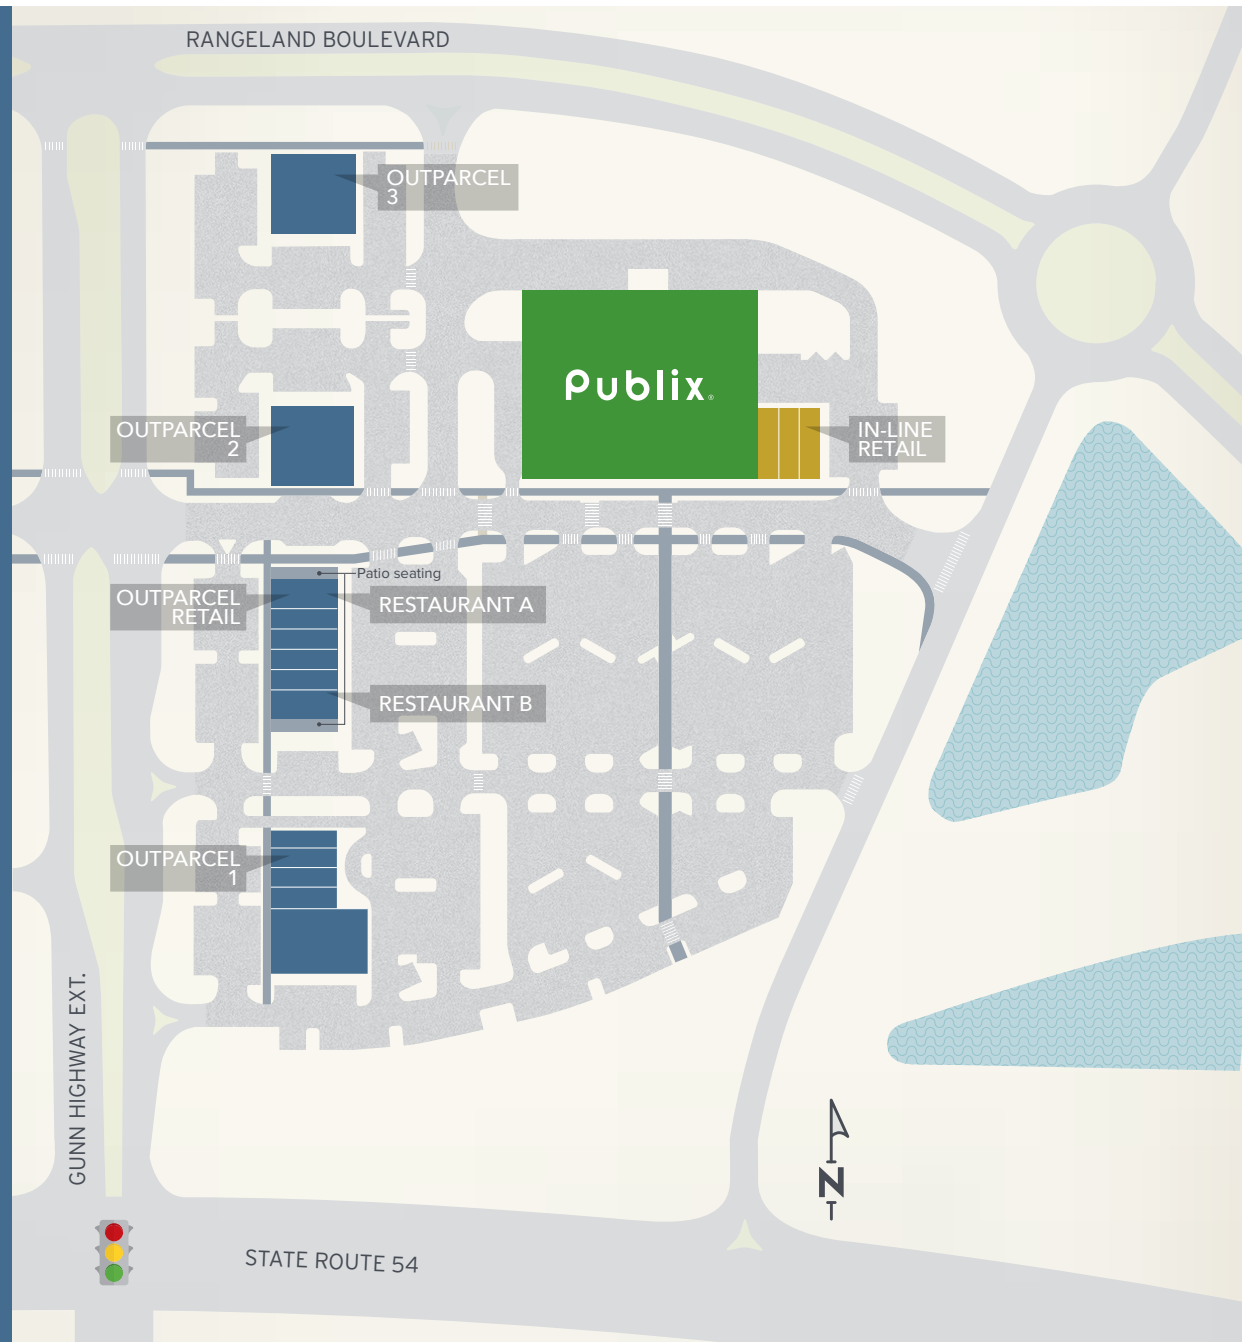 RANGELAND BOULEVARD
OUTPARCEL
3
Publix®
OUTPARCEL
2
IN-LINE
RETAIL
Patio seating
OUTPARCEL
RETAIL
RESTAURANT A
RESTAURANT B
OUTPARCEL
1
GUNN HIGHWAY EXT.
N
STATE ROUTE 54